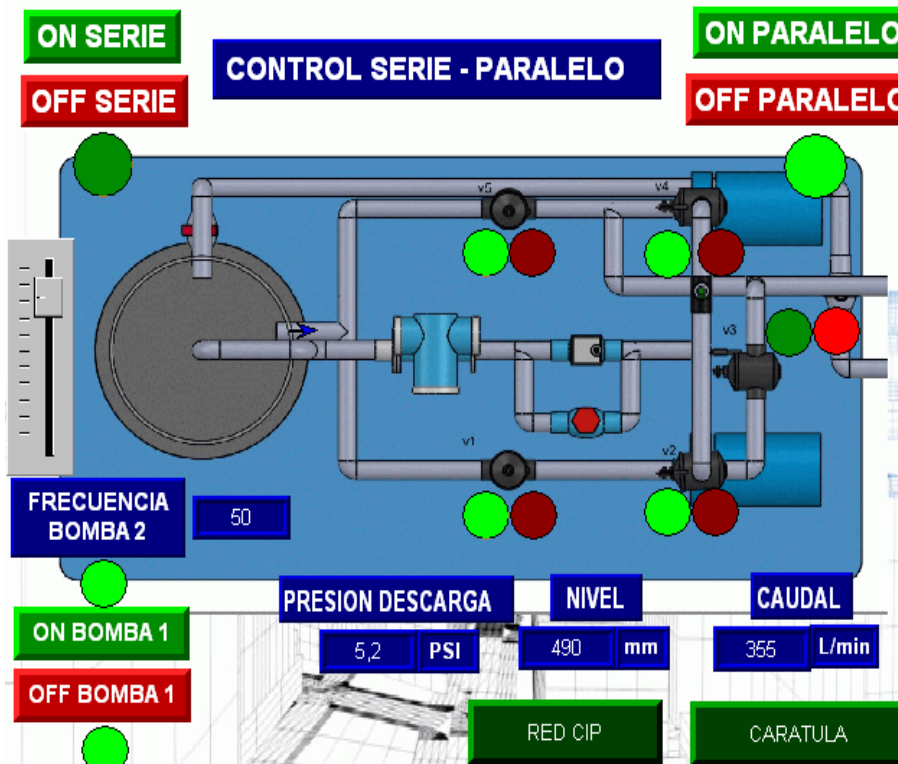 ON SERIE
ON PARALELO
CONTROL SERIE - PARALELO
OFF SERIE
OFF PARALELO
v5
v4
v3
v1
v2
FRECUENCIA
BOMBA 2
50
PRESION DESCARGA
NIVEL
CAUDAL
ON BOMBA 1
5,2
PSI
490
mm
355
L/min
OFF BOMBA 1
RED CIP
CARATULA